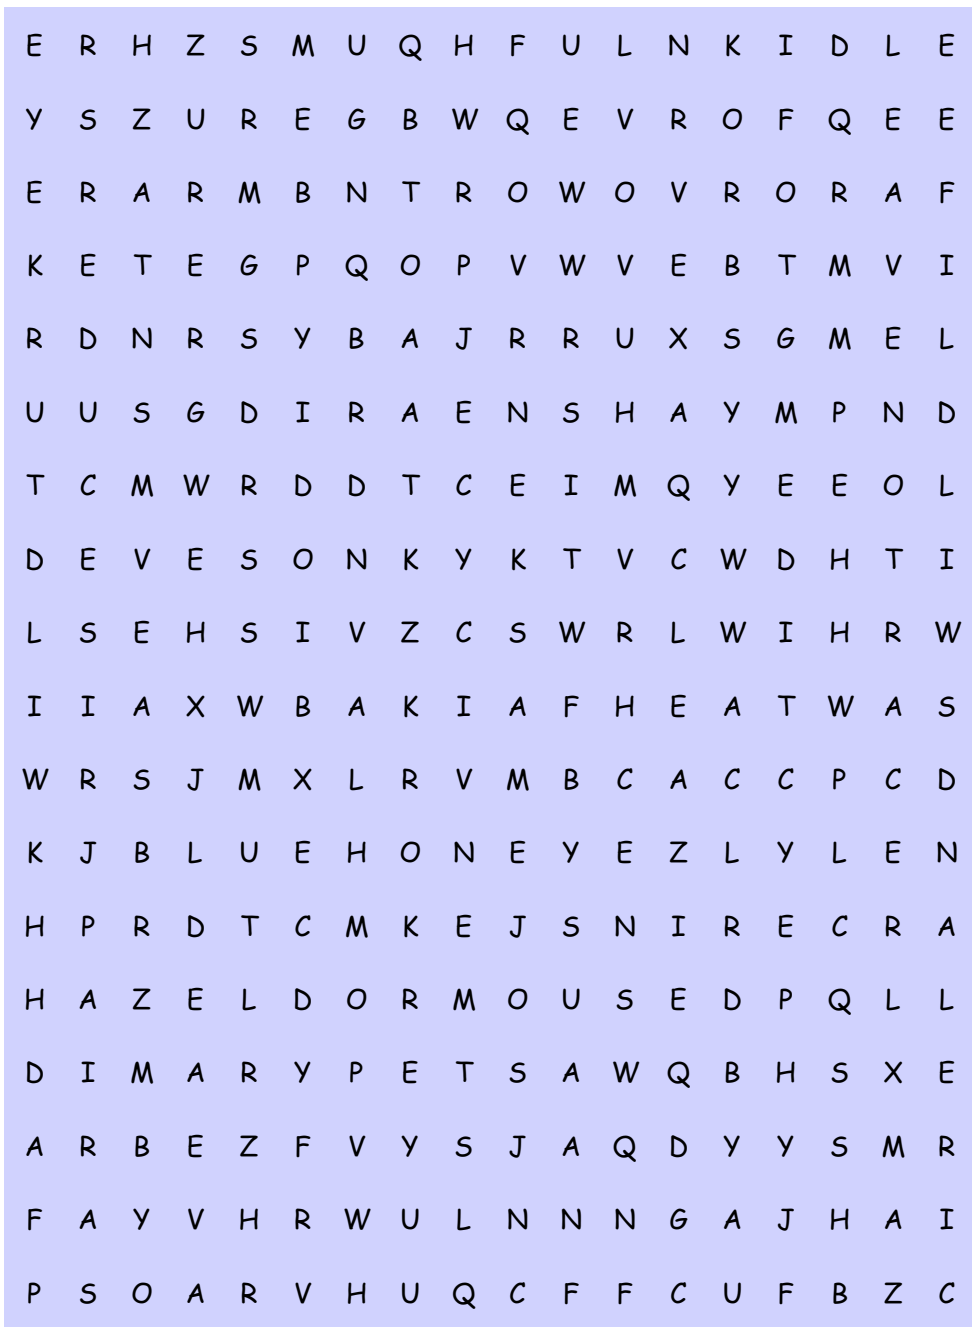 E R H Z S M U Q H F U L N K I D L E
Y S Z U R E G B W Q E V R O F Q E E
E R A R M B N T R O W O V R O R A F
K E T E G P Q O P V W V E B T M V I
R D N R S Y B A J R R U X S G M E L
U U S G D I R A E N S H A Y M P N D
T C M W R D D T C E I M Q Y E E O L
D E V E S O N K Y K T V C W D H T I
L S E H S I V Z C S W R L W I H R W
I I A X W B A K I A F H E A T W A S
W R S J M X L R V M B C A C C P C D
K J B L U E H O N E Y E Z L Y L E N
H P R D T C M K E J S N I R E C R A
H A Z E L D O R M O U S E D P Q L L
D I M A R Y P E T S A W Q B H S X E
A R B E Z F V Y S J A Q D Y Y S M R
F A Y V H R W U L N N N G A J H A I
P S O A R V H U Q C F F C U F B Z C